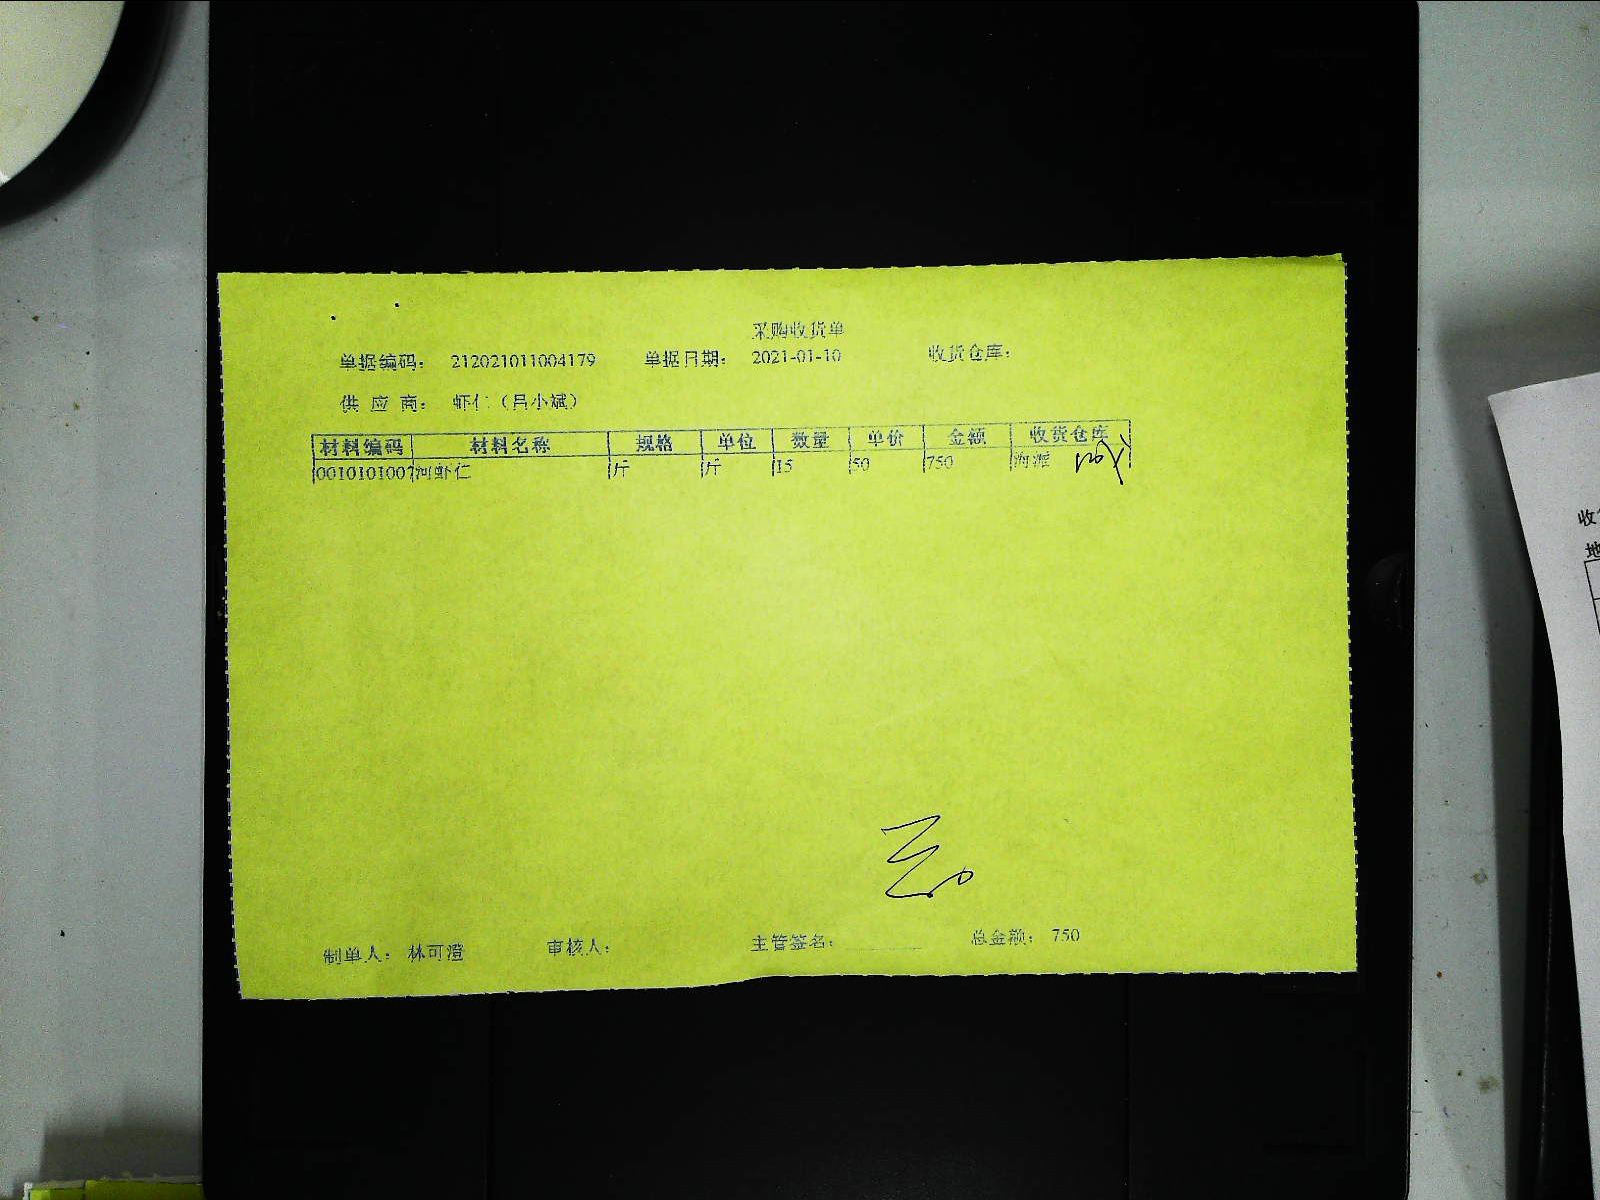 采购收货单
单据编码： 212021011004179 单据日期： 2021-01-10 收货仓库：
供 应 商： 虾仁（吕小斌）
材料编码 材料名称 规格 单位 数量 单价 金额 收货仓库
0010101007 河虾仁 斤 斤 15 50 750 海派
制单人： 林可澄 审核人： 主管签名： 总金额： 750
收
地